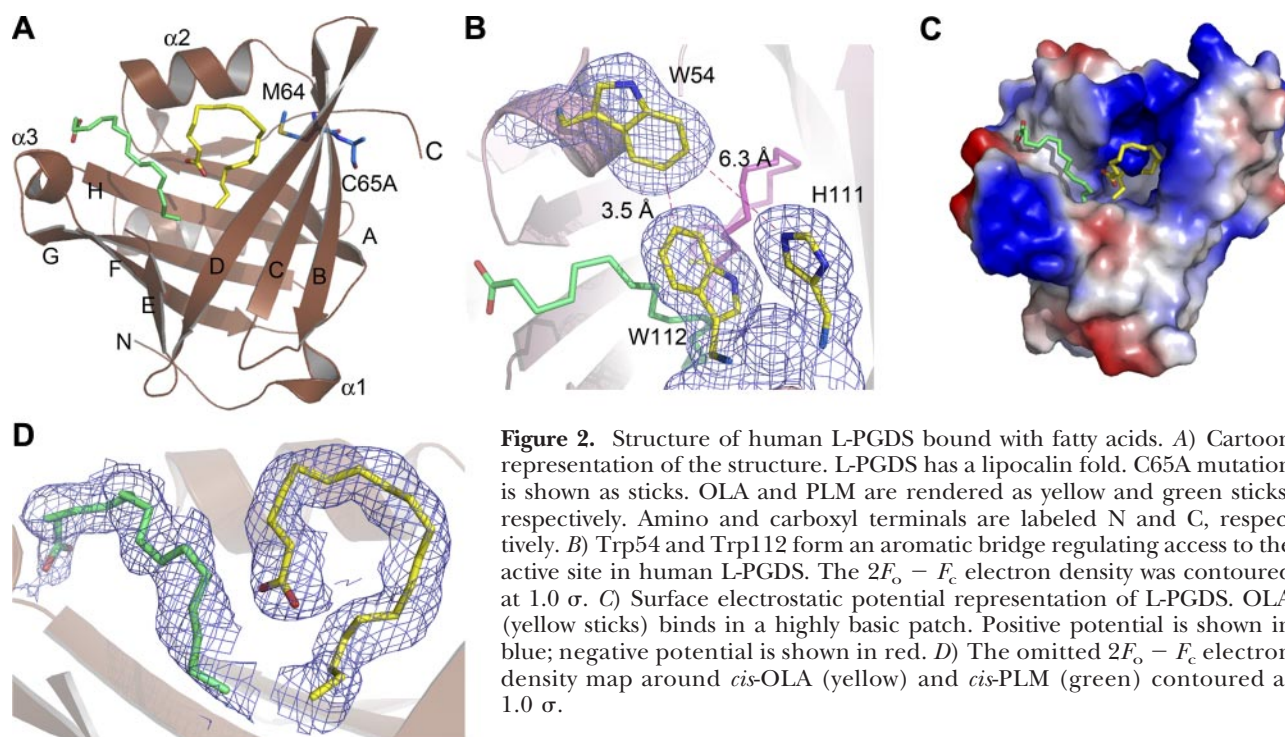 A
α2
M64
α3
C
C65A
H
A
G
F
D
C
B
E
N
α1
B
W54
6.3 Å
3.5 Å
H111
W112
C
D
Figure 2. Structure of human L-PGDS bound with fatty acids. A) Cartoon
representation of the structure. L-PGDS has a lipocalin fold. C65A mutation
is shown as sticks. OLA and PLM are rendered as yellow and green sticks
respectively. Amino and carboxyl terminals are labeled N and C, respec-
tively. B) Trp54 and Trp112 form an aromatic bridge regulating access to the
active site in human L-PGDS. The 2Fo − Fc electron density was contoured
at 1.0 σ. C) Surface electrostatic potential representation of L-PGDS. OLA
(yellow sticks) binds in a highly basic patch. Positive potential is shown in
blue; negative potential is shown in red. D) The omitted 2Fo − Fc electron
density map around cis-OLA (yellow) and cis-PLM (green) contoured a
1.0 σ.